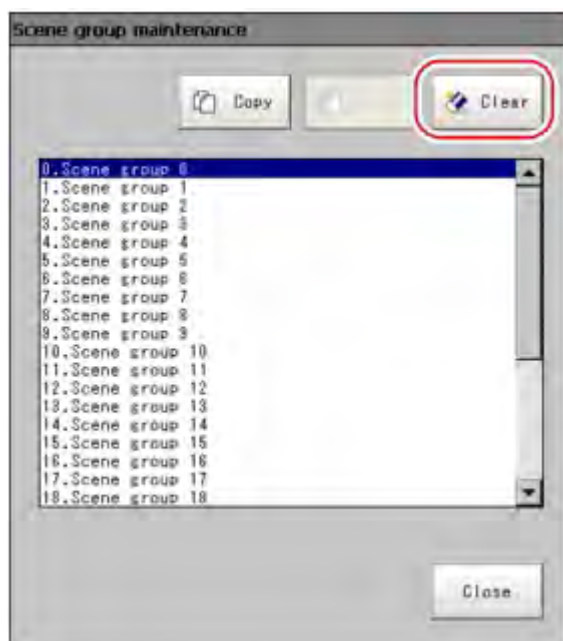 Scene group maintenance
Copy
Clear
0.Scene group 0
1.Scene group 1
2.Scene group 2
3.Scene group 3
4.Scene group 4
5.Scene group 5
6.Scene group 6
7.Scene group 7
8.Scene group 8
9.Scene group 9
10.Scene group 10
11.Scene group 11
12.Scene group 12
13.Scene group 13
14.Scene group 14
15.Scene group 15
16.Scene group 16
17.Scene group 17
18.Scene group 18
Close